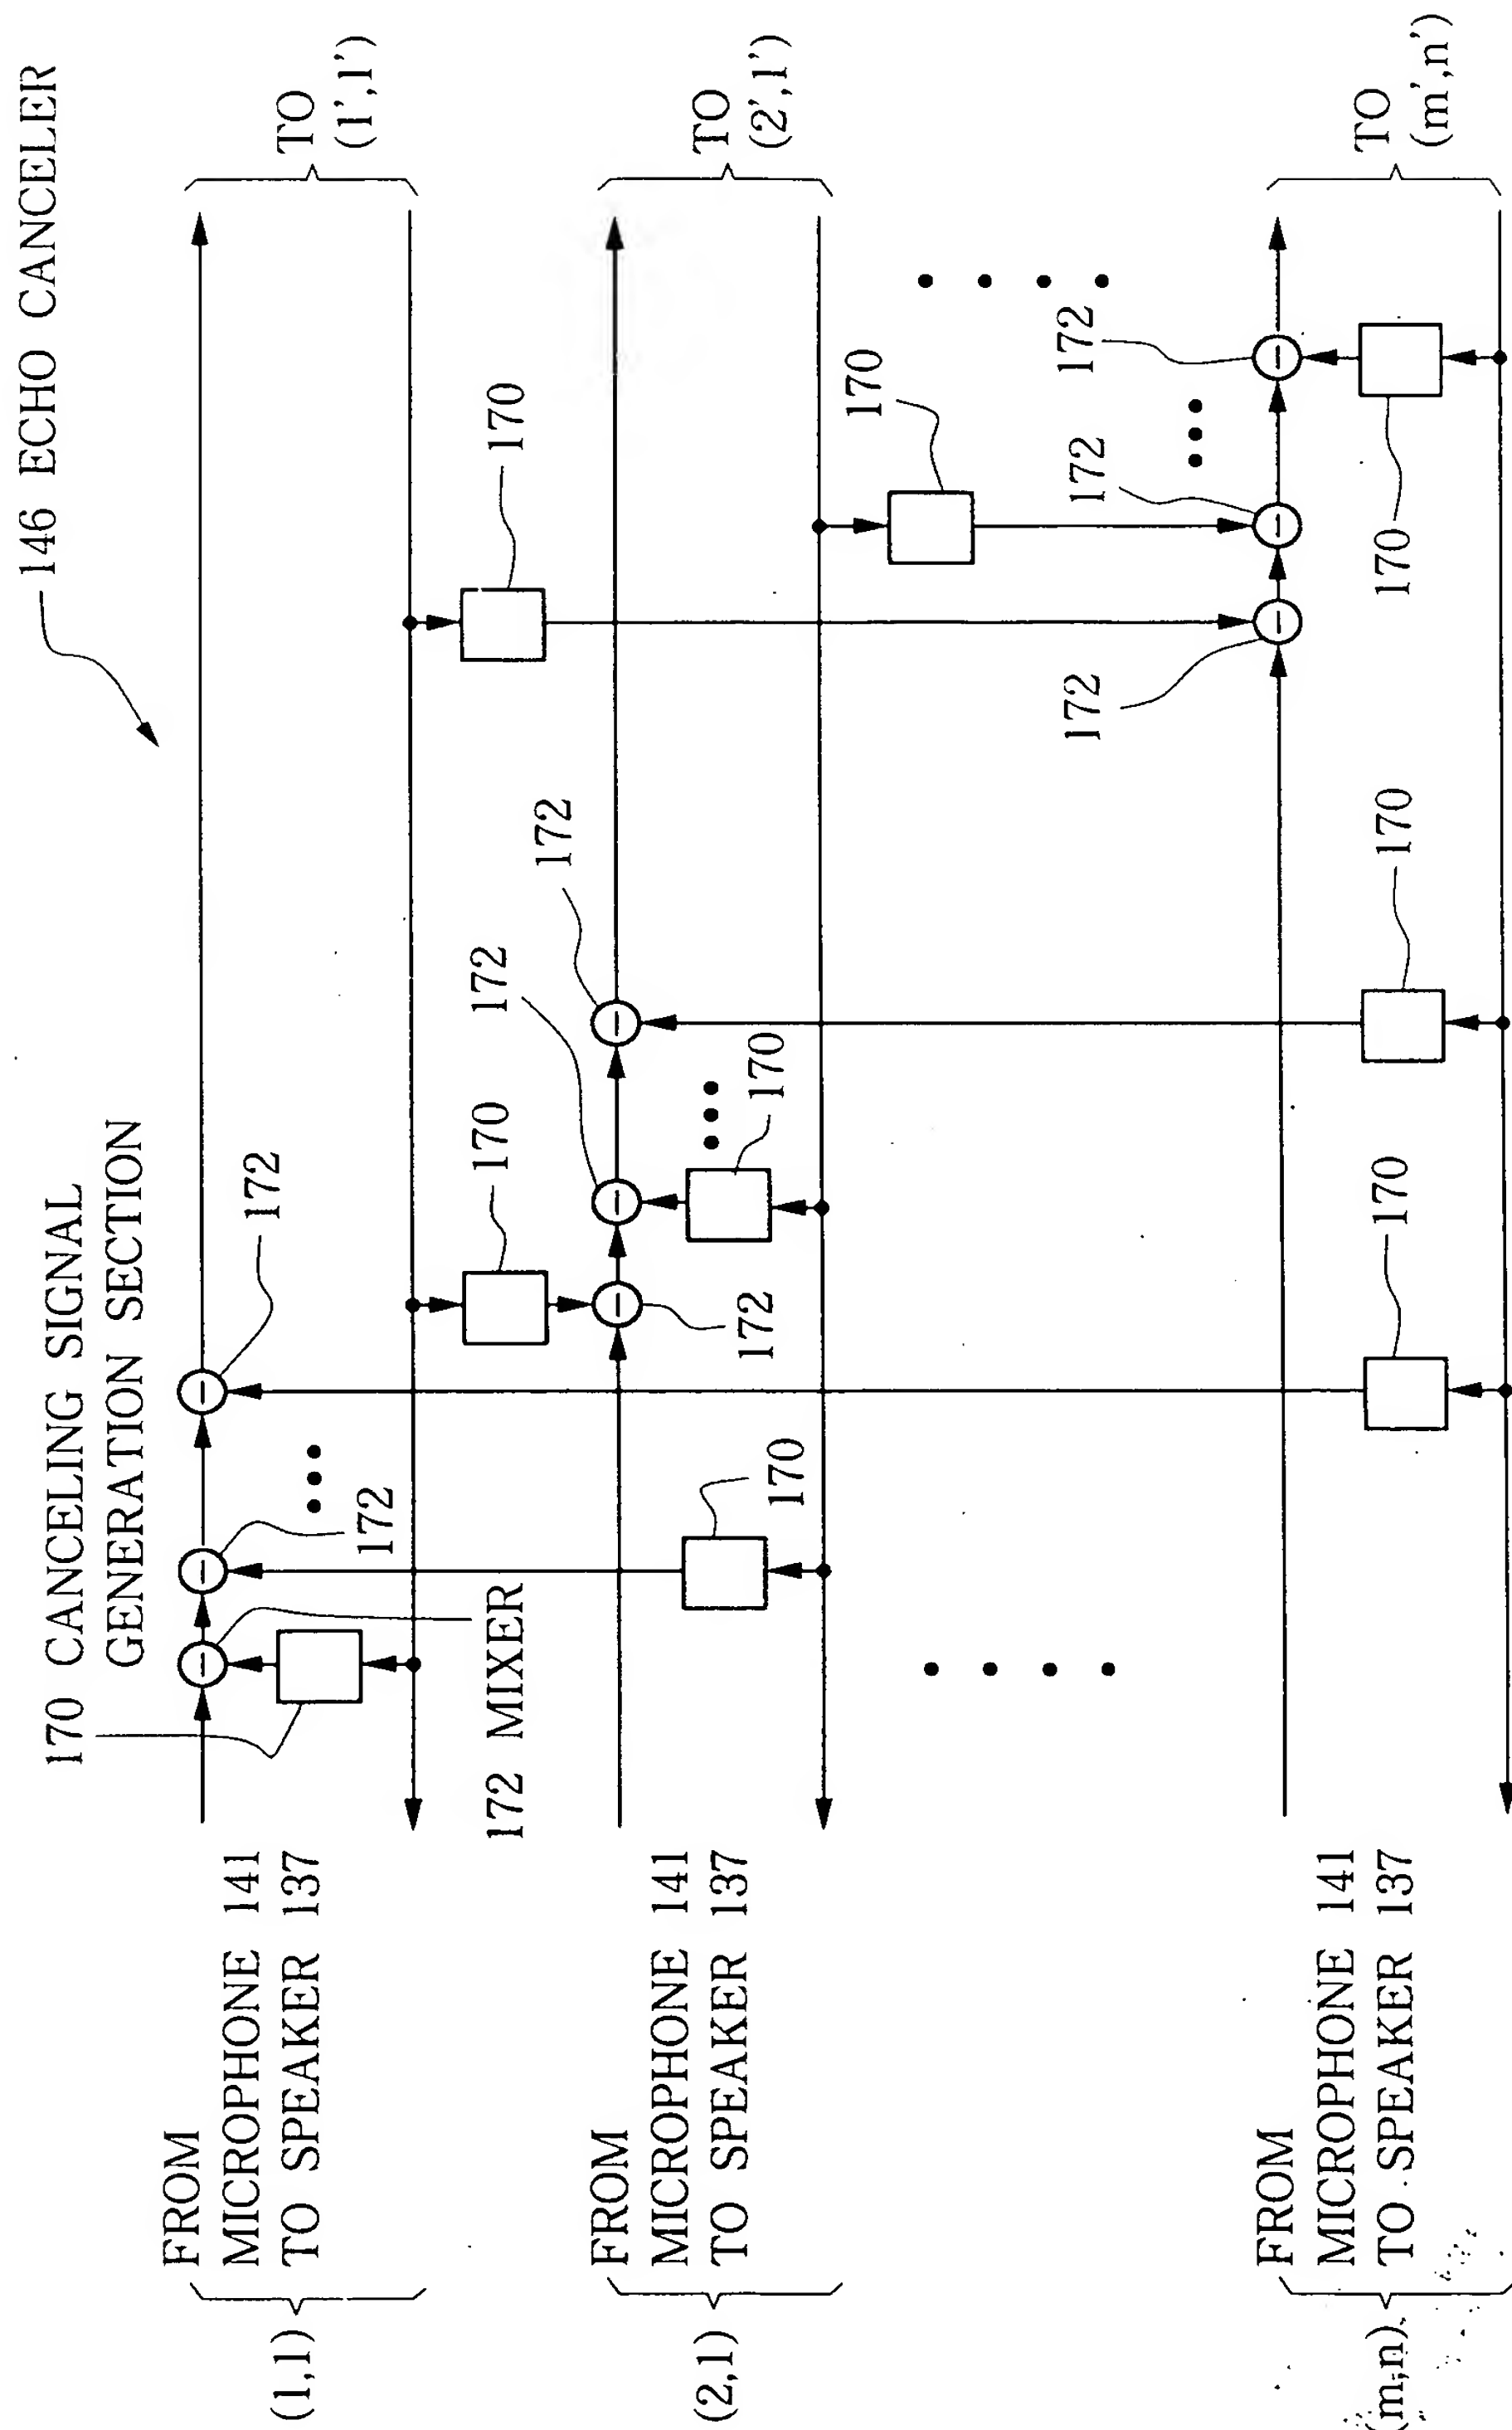 146 ECHO CANCELER
170 CANCELING SIGNAL
GENERATION SECTION
(1,1)
FROM
MICROPHONE 141
TO SPEAKER 137
172 MIXER
172
172
TO
(1',1')
170
170
(2,1)
FROM
MICROPHONE 141
TO SPEAKER 137
172
172
172
170
170
TO
(2',1')
170
172
172
172
(m,n)
FROM
MICROPHONE 141
TO SPEAKER 137
170
170
170
TO
(m',n')